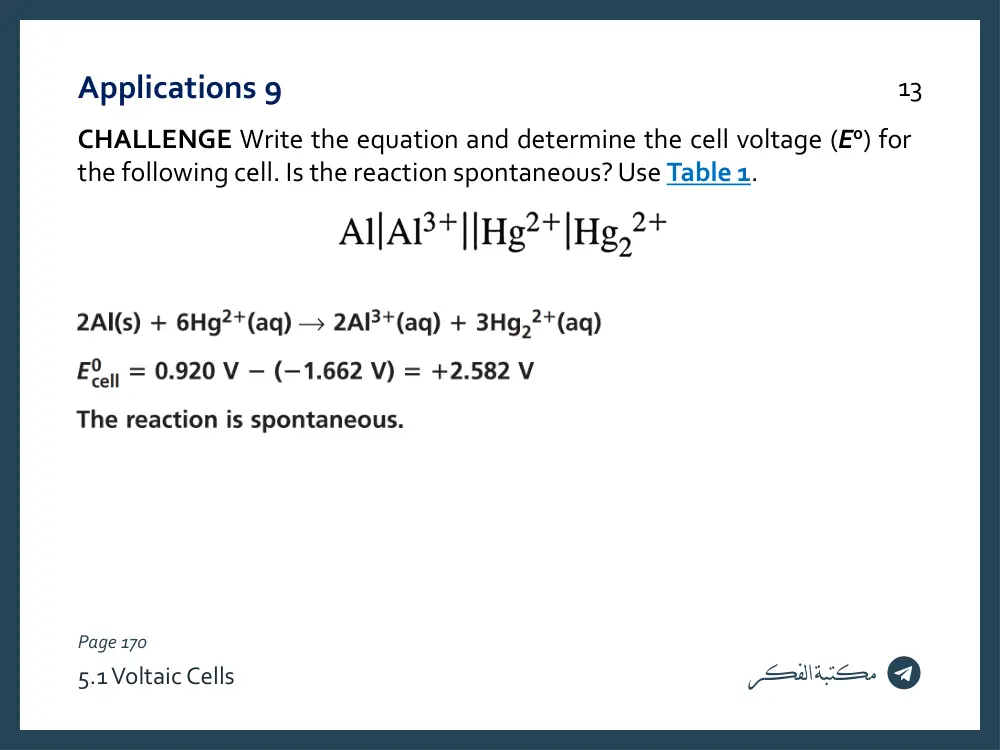 Applications 9
13
CHALLENGE Write the equation and determine the cell voltage (E⁰) for
the following cell. Is the reaction spontaneous? Use Table 1.
Al|Al³⁺||Hg²⁺|Hg₂²⁺
2Al(s) + 6Hg²⁺(aq) → 2Al³⁺(aq) + 3Hg₂²⁺(aq)
E⁰cell = 0.920 V − (−1.662 V) = +2.582 V
The reaction is spontaneous.
Page 170
5.1 Voltaic Cells
مكتبة الفكر